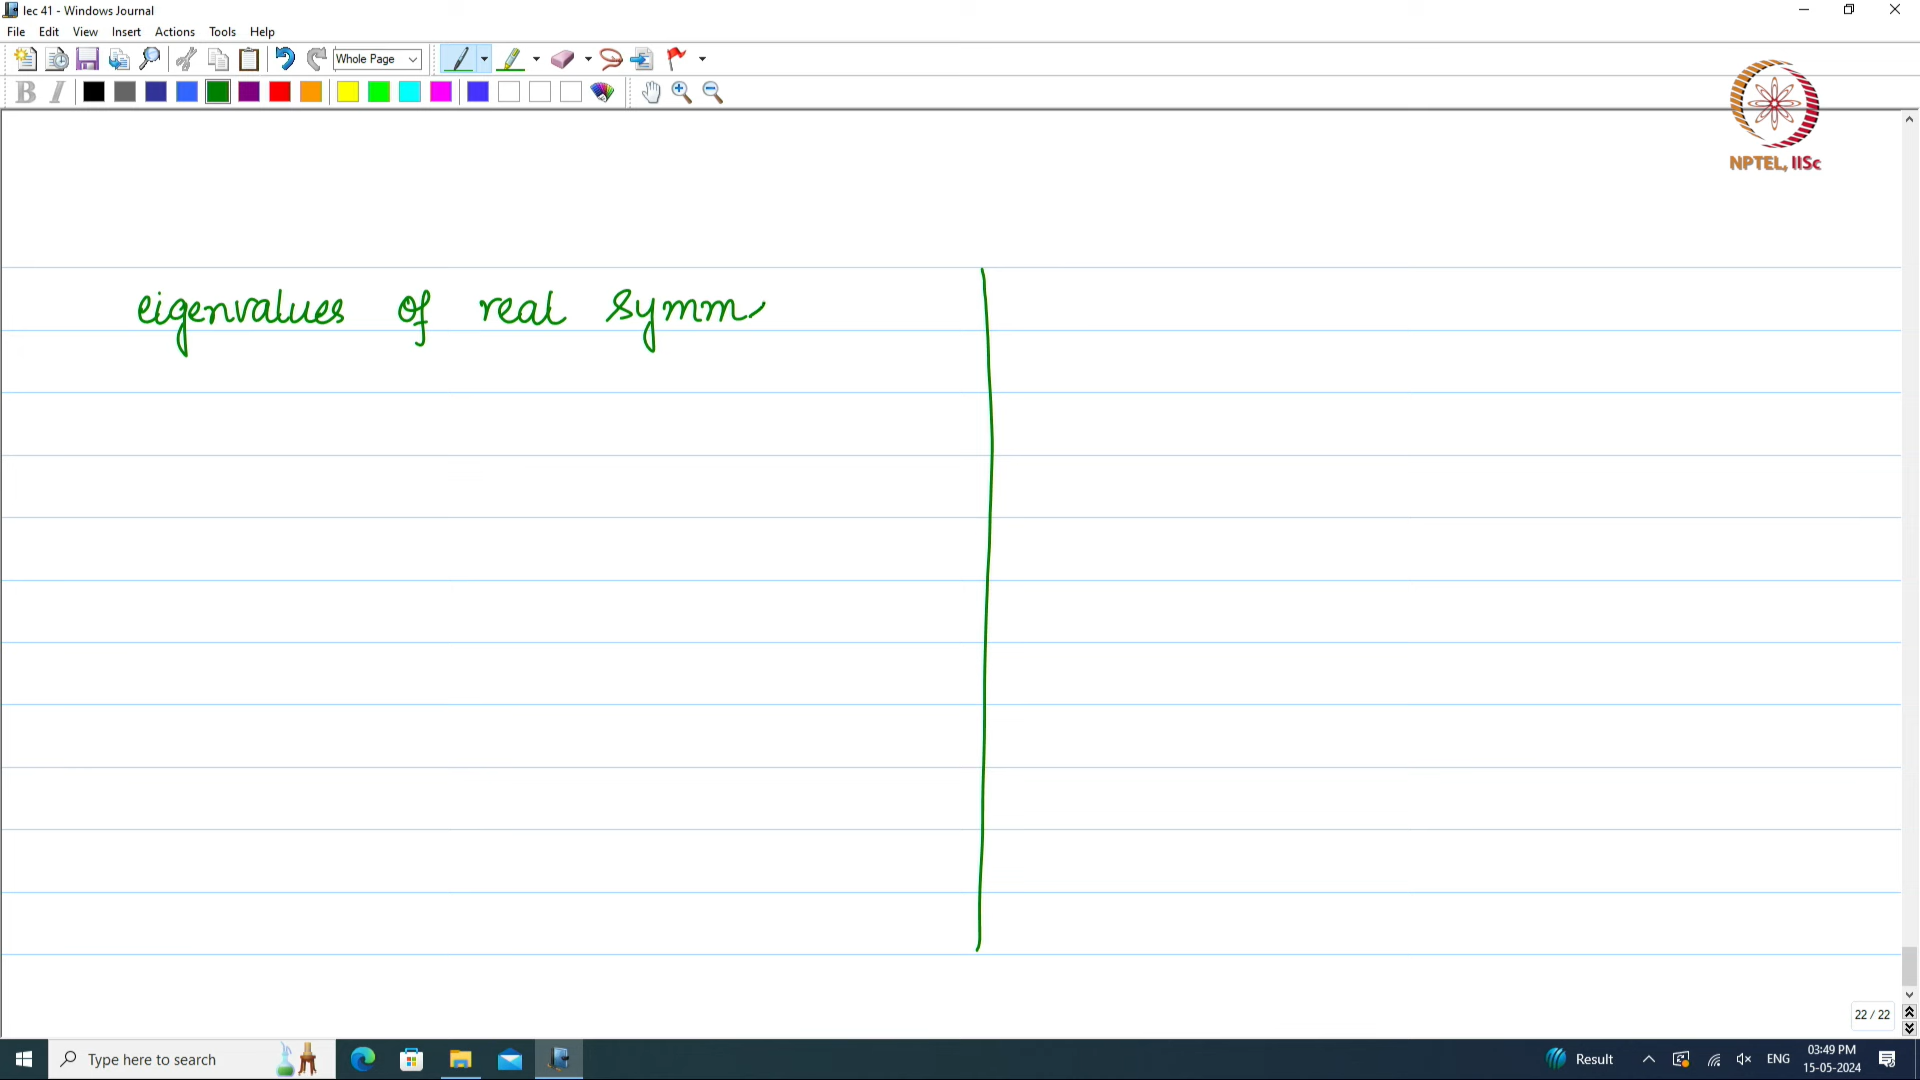 lec 41 - Windows Journal
File Edit View Insert Actions Tools Help
Whole Page
B I
NPTEL, IISc
eigenvalues of real symm
22 / 22
Type here to search
Result
ENG
03:49 PM
15-05-2024